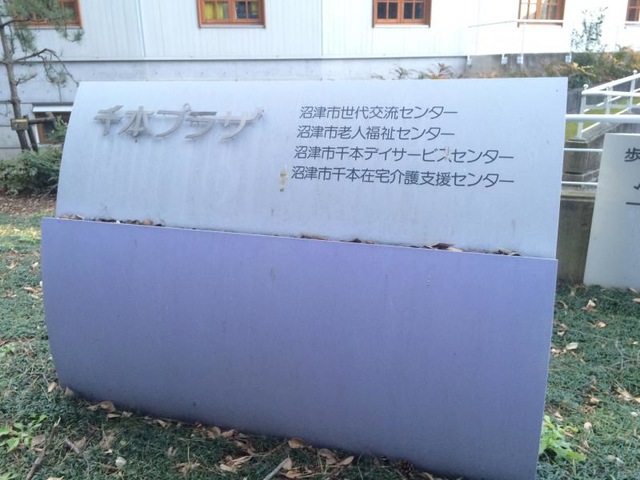 千本プラザ
沼津市世代交流センター
沼津市老人福祉センター
沼津市千本デイサービスセンター
沼津市千本在宅介護支援センター
歩